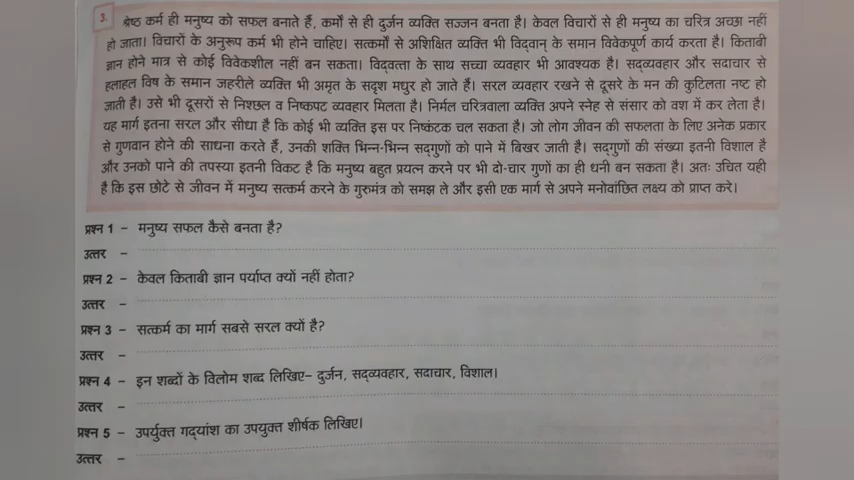 3. श्रेष्ठ कर्म ही मनुष्य को सफल बनाते हैं, कर्मों से ही दुर्जन व्यक्ति सज्जन बनता है। केवल विचारों से ही मनुष्य का चरित्र अच्छा नहीं
हो जाता। विचारों के अनुरूप कर्म भी होने चाहिए। सत्कर्मों से अशिक्षित व्यक्ति भी विद्‌वान् के समान विवेकपूर्ण कार्य करता है। किताबी
ज्ञान होने मात्र से कोई विवेकशील नहीं बन सकता। विद्‌वत्ता के साथ सच्चा व्यवहार भी आवश्यक है। सद्‌व्यवहार और सदाचार से
हलाहल विष के समान जहरीले व्यक्ति भी अमृत के सदृश मधुर हो जाते हैं। सरल व्यवहार रखने से दूसरे के मन की कुटिलता नष्ट हो
जाती है। उसे भी दूसरों से निश्छल व निष्कपट व्यवहार मिलता है। निर्मल चरित्रवाला व्यक्ति अपने स्नेह से संसार को वश में कर लेता है।
यह मार्ग इतना सरल और सीधा है कि कोई भी व्यक्ति इस पर निष्कंटक चल सकता है। जो लोग जीवन की सफलता के लिए अनेक प्रकार
से गुणवान होने की साधना करते हैं, उनकी शक्ति भिन्न-भिन्न सद्‌गुणों को पाने में बिखर जाती है। सद्‌गुणों की संख्या इतनी विशाल है
और उनको पाने की तपस्या इतनी विकट है कि मनुष्य बहुत प्रयत्न करने पर भी दो-चार गुणों का ही धनी बन सकता है। अतः उचित यही
है कि इस छोटे से जीवन में मनुष्य सत्कर्म करने के गुरुमंत्र को समझ ले और इसी एक मार्ग से अपने मनोवांछित लक्ष्य को प्राप्त करे।
प्रश्न 1 – मनुष्य सफल कैसे बनता है?
उत्तर –
प्रश्न 2 – केवल किताबी ज्ञान पर्याप्त क्यों नहीं होता?
उत्तर –
प्रश्न 3 – सत्कर्म का मार्ग सबसे सरल क्यों है?
उत्तर –
प्रश्न 4 – इन शब्दों के विलोम शब्द लिखिए– दुर्जन, सद्‌व्यवहार, सदाचार, विशाल।
उत्तर –
प्रश्न 5 – उपर्युक्त गद्‌यांश का उपयुक्त शीर्षक लिखिए।
उत्तर –